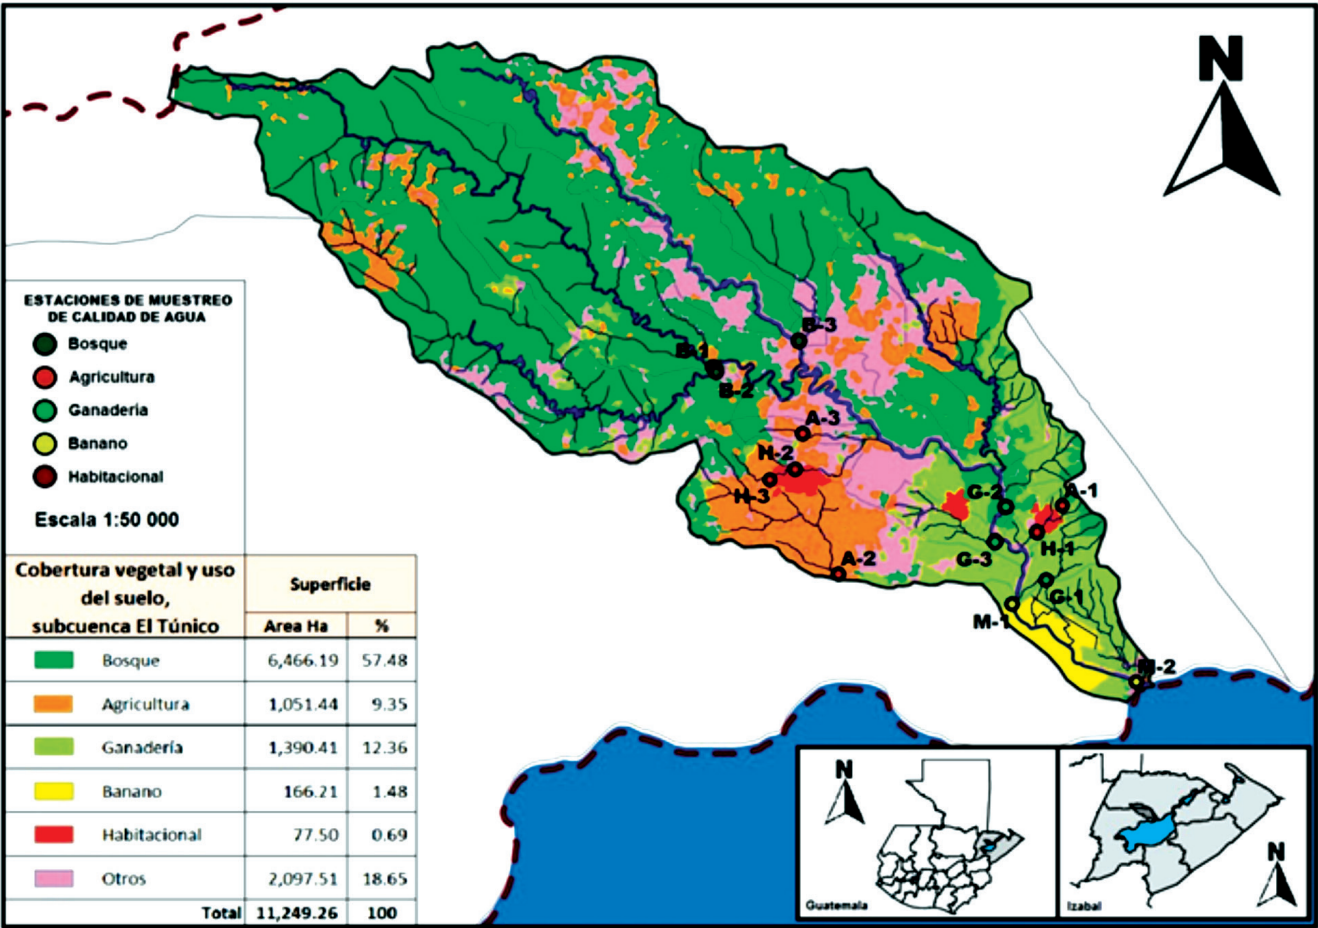 N
B-3
B-1
B-2
A-3
H-2
H-3
G-2
A-1
G-3
H-1
A-2
G-1
M-1
M-2
ESTACIONES DE MUESTREO
DE CALIDAD DE AGUA
Bosque
Agricultura
Ganaderia
Banano
Habitacional
Escala 1:50 000
Cobertura vegetal y uso
del suelo,
subcuenca El Túnico
Superficie
Area Ha %
Bosque 6,466.19 57.48
Agricultura 1,051.44 9.35
Ganadería 1,390.41 12.36
Banano 166.21 1.48
Habitacional 77.50 0.69
Otros 2,097.51 18.65
Total 11,249.26 100
N
Guatemala
N
Izabal